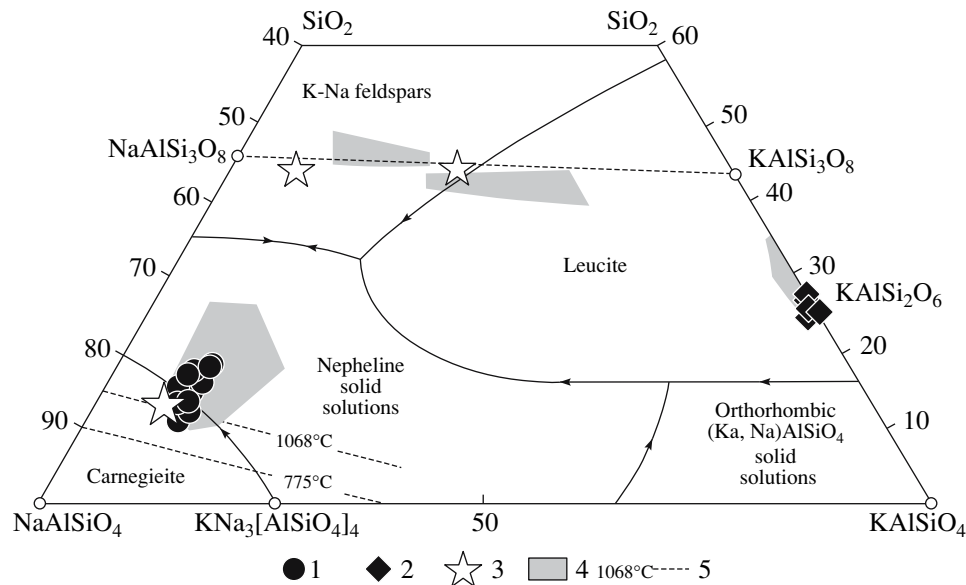 SiO2 SiO2
40 60
K-Na feldspars
50 50
NaAlSi3O8 KAlSi3O8
60 40
70 Leucite 30
KAlSi2O6
80 20
Nepheline
solid
solutions
90 10
Orthorhombic
(Ka, Na)AlSiO4
solid
solutions
1068°C
Carnegieite 775°C
NaAlSiO4 KNa3[AlSiO4]4 50 KAlSiO4
1 2 3 4 1068°C 5